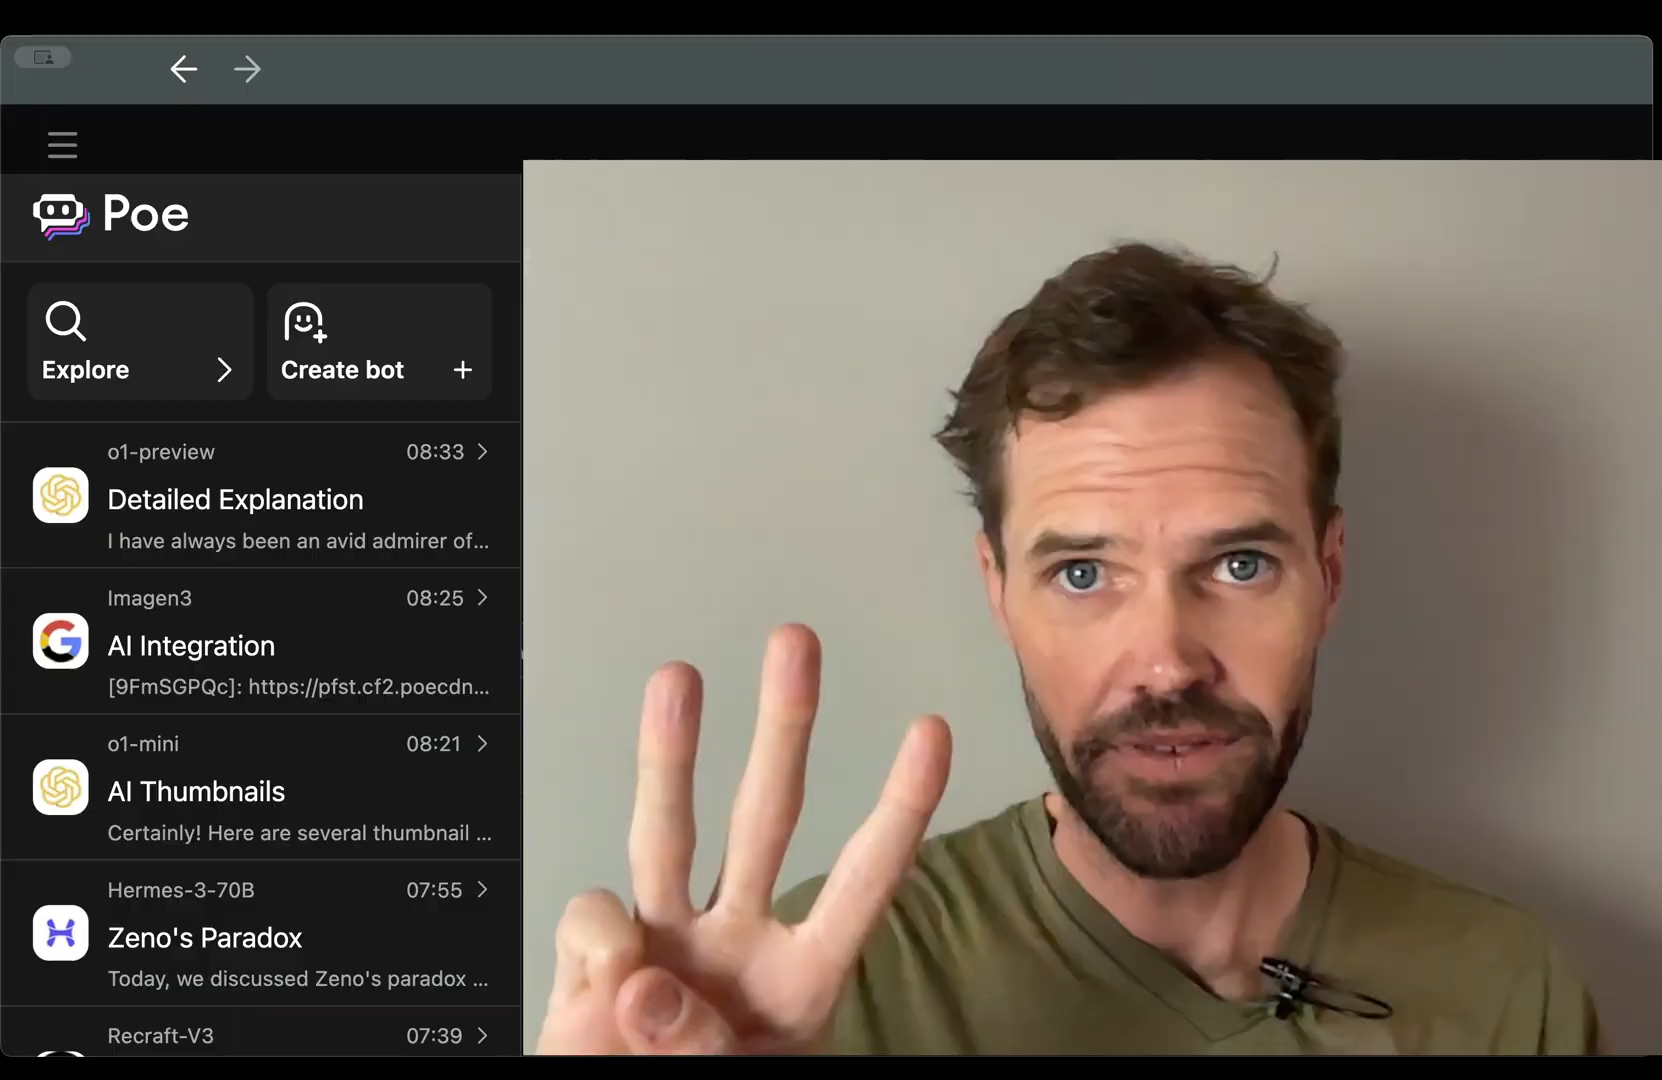 Poe
Explore
Create bot
o1-preview 08:33
Detailed Explanation
I have always been an avid admirer of...
Imagen3 08:25
AI Integration
[9FmSGPQc]: https://pfst.cf2.poecdn...
o1-mini 08:21
AI Thumbnails
Certainly! Here are several thumbnail ...
Hermes-3-70B 07:55
Zeno's Paradox
Today, we discussed Zeno's paradox ...
Recraft-V3 07:39